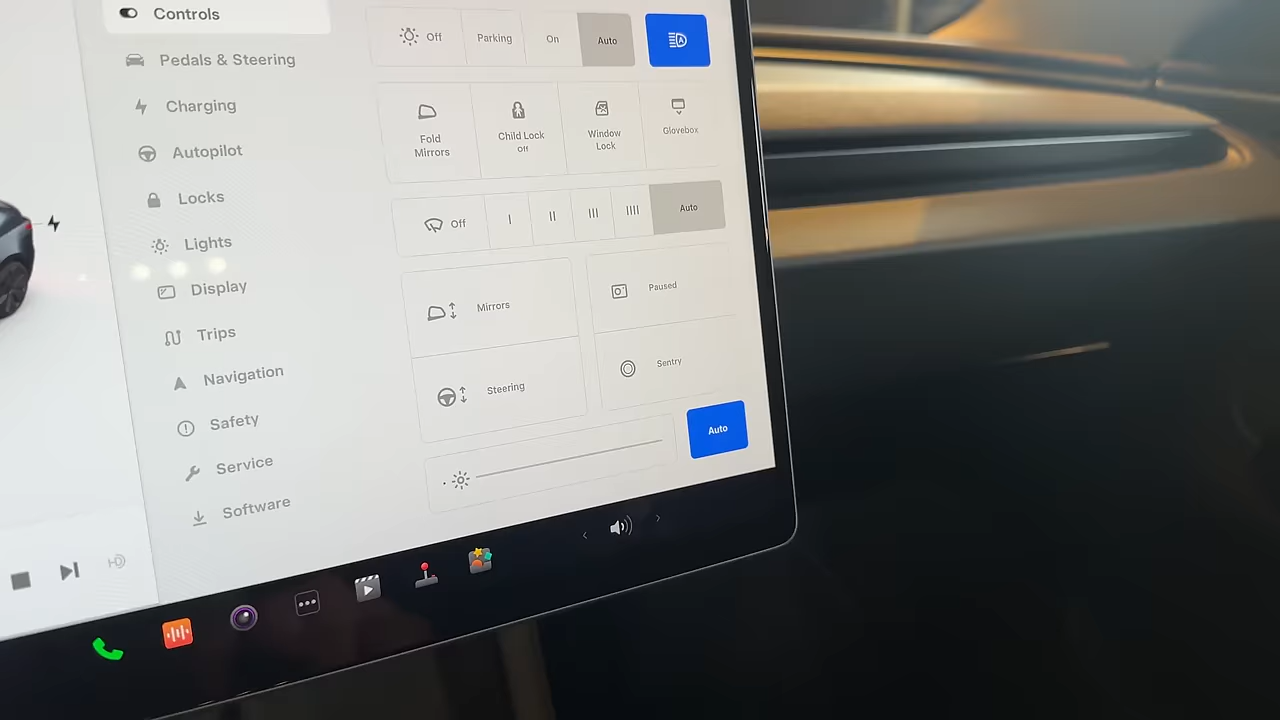 Controls
Pedals & Steering
Charging
Autopilot
Locks
Lights
Display
Trips
Navigation
Safety
Service
Software
Off Parking On Auto
Fold
Mirrors
Child Lock
Off
Window
Lock
Glovebox
Off I II III IIII Auto
Mirrors
Paused
Steering
Sentry
Auto